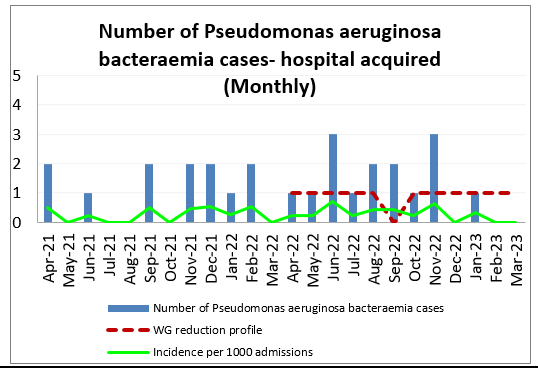 Number of Pseudomonas aeruginosa
bacteraemia cases- hospital acquired
(Monthly)
5
4
3
2
1
0
Apr-21
May-21
Jun-21
Jul-21
Aug-21
Sep-21
Oct-21
Nov-21
Dec-21
Jan-22
Feb-22
Mar-22
Apr-22
May-22
Jun-22
Jul-22
Aug-22
Sep-22
Oct-22
Nov-22
Dec-22
Jan-23
Feb-23
Mar-23
Number of Pseudomonas aeruginosa bacteraemia cases
WG reduction profile
Incidence per 1000 admissions